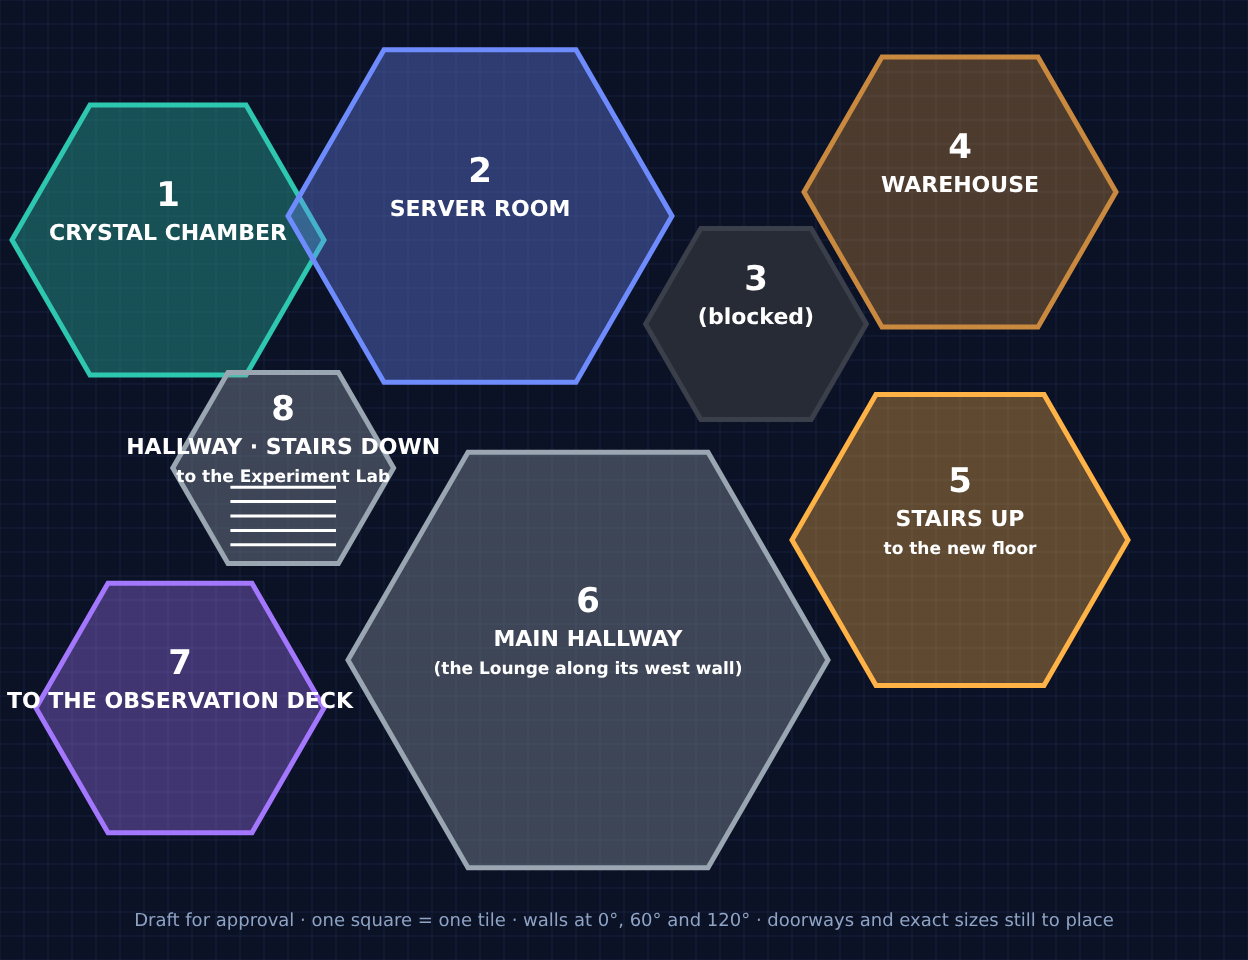 1
CRYSTAL CHAMBER
2
SERVER ROOM
3
(blocked)
4
WAREHOUSE
5
STAIRS UP
to the new floor
6
MAIN HALLWAY
(the Lounge along its west wall)
7
TO THE OBSERVATION DECK
8
HALLWAY · STAIRS DOWN
to the Experiment Lab
Draft for approval · one square = one tile · walls at 0°, 60° and 120° · doorways and exact sizes still to place